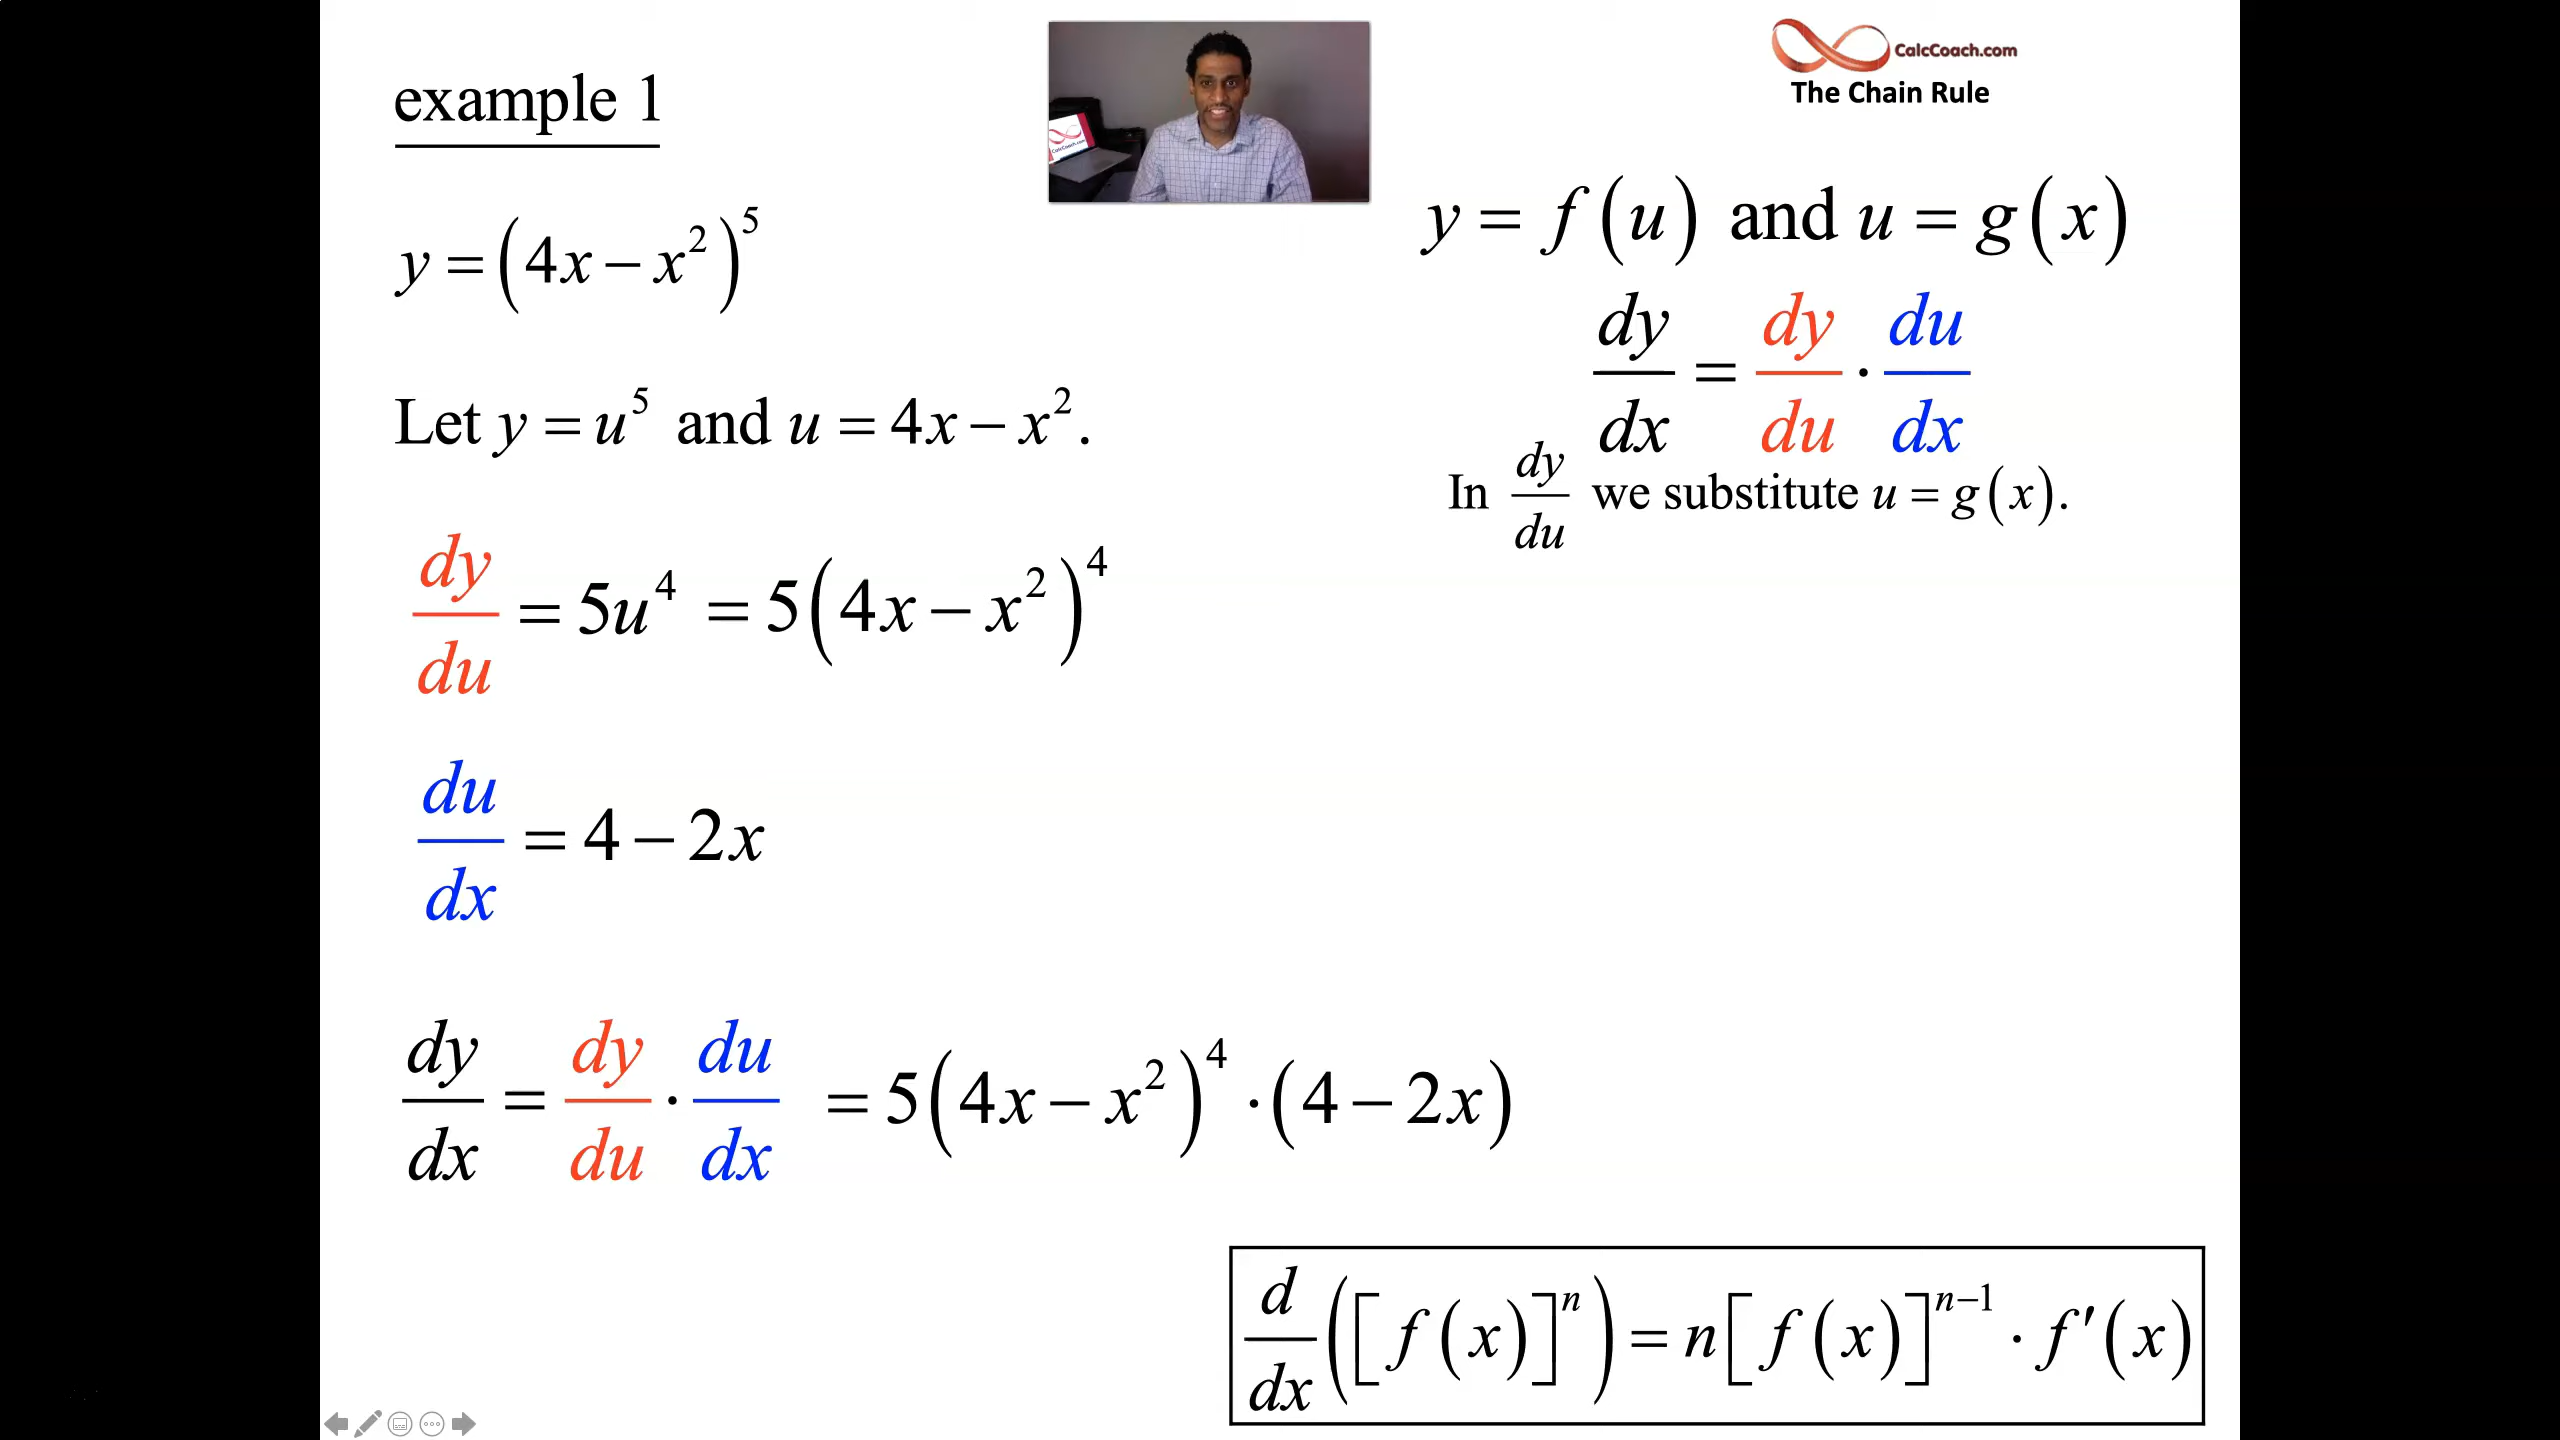 example 1
y = (4x − x²)⁵
Let y = u⁵ and u = 4x − x².
dy/du = 5u⁴ = 5(4x − x²)⁴
du/dx = 4 − 2x
dy/dx = dy/du · du/dx = 5(4x − x²)⁴ · (4 − 2x)
CalcCoach.com
CalcCoach.com
The Chain Rule
y = f(u) and u = g(x)
dy/dx = dy/du · du/dx
In dy/du we substitute u = g(x).
d/dx([f(x)]ⁿ) = n[f(x)]ⁿ⁻¹ · f′(x)